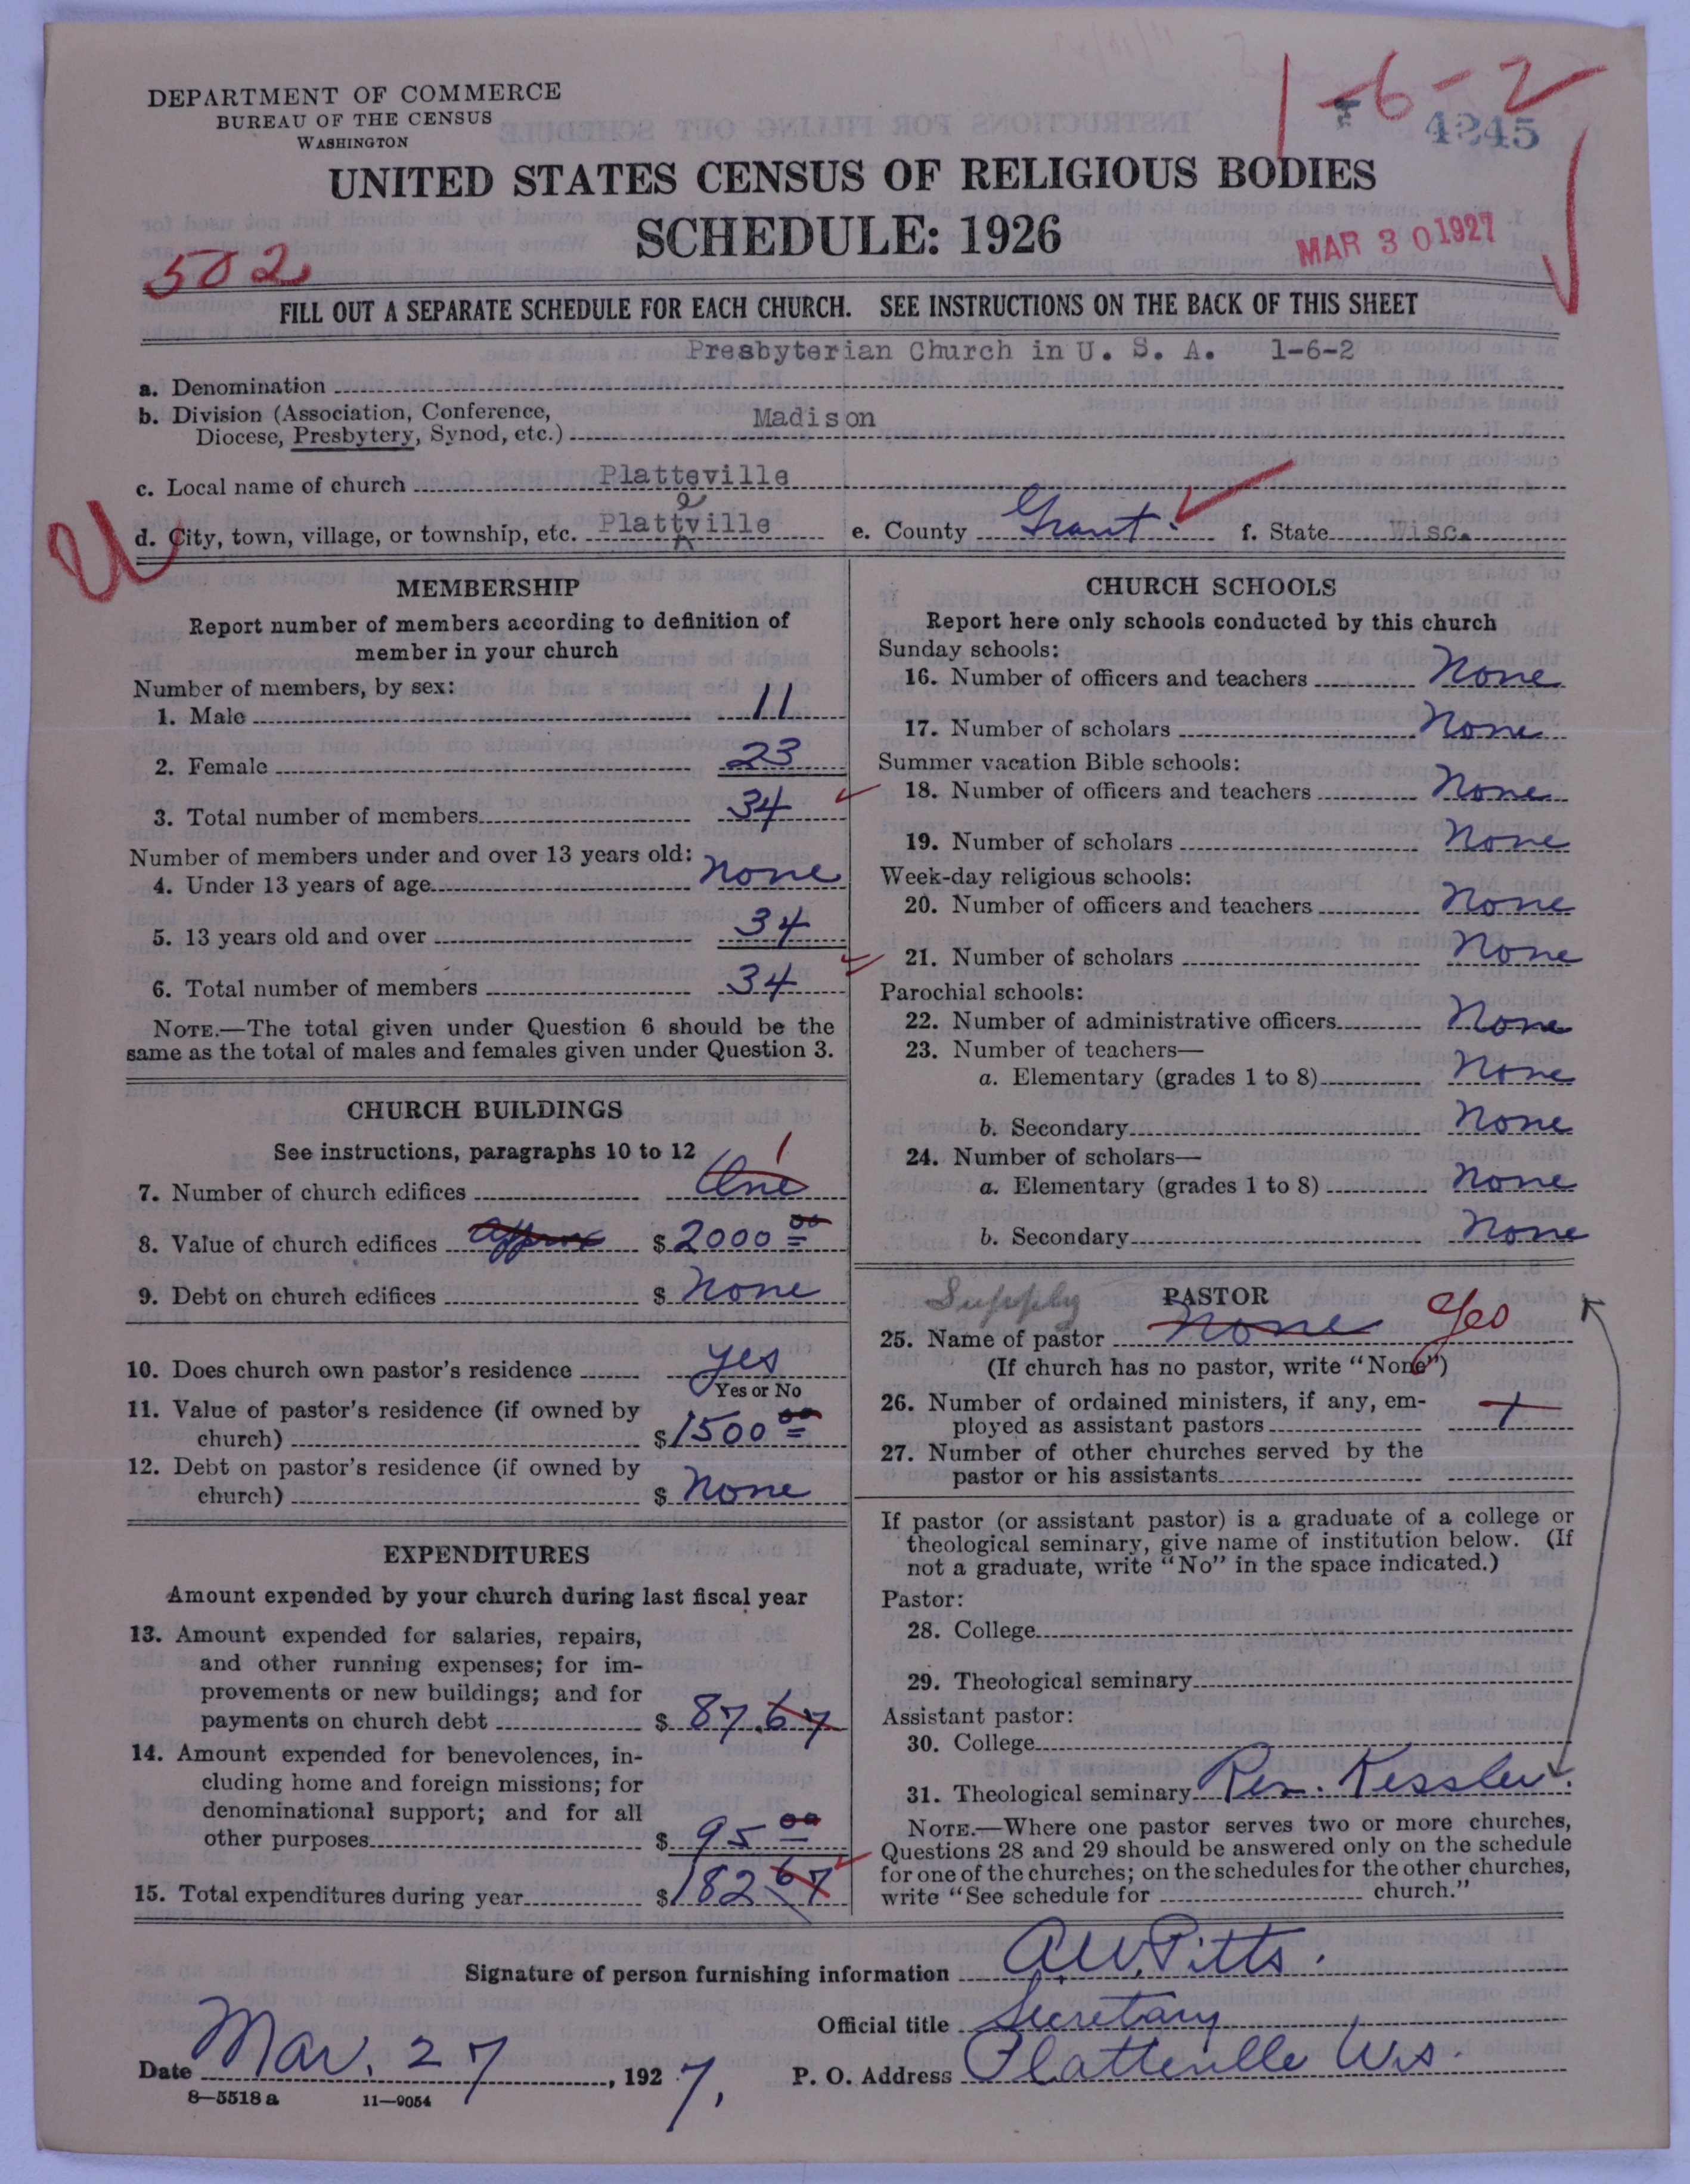 1-6-2
4245
DEPARTMENT OF COMMERCE
BUREAU OF THE CENSUS
WASHINGTON
UNITED STATES CENSUS OF RELIGIOUS BODIES
SCHEDULE: 1926
MAR 30 1927
502
FILL OUT A SEPARATE SCHEDULE FOR EACH CHURCH. SEE INSTRUCTIONS ON THE BACK OF THIS SHEET
Presbyterian Church in U. S. A. 1-6-2
a. Denomination
b. Division (Association, Conference,
Diocese, Presbytery, Synod, etc.) Madison
c. Local name of church Platteville
d. City, town, village, or township, etc. Plattville e e. County Grant. f. State Wisc.
MEMBERSHIP
Report number of members according to definition of
member in your church
Number of members, by sex:
1. Male 11
2. Female 23
3. Total number of members 34
Number of members under and over 13 years old:
4. Under 13 years of age None
5. 13 years old and over 34
6. Total number of members 34
NOTE.—The total given under Question 6 should be the
same as the total of males and females given under Question 3.
CHURCH BUILDINGS
See instructions, paragraphs 10 to 12
7. Number of church edifices One 1
8. Value of church edifices approx $ 2000 00
9. Debt on church edifices $ None
10. Does church own pastor's residence yes
Yes or No
11. Value of pastor's residence (if owned by
church) $ 1500 00
12. Debt on pastor's residence (if owned by
church) $ None
EXPENDITURES
Amount expended by your church during last fiscal year
13. Amount expended for salaries, repairs,
and other running expenses; for im-
provements or new buildings; and for
payments on church debt $ 87.67
14. Amount expended for benevolences, in-
cluding home and foreign missions; for
denominational support; and for all
other purposes $ 95 00
15. Total expenditures during year $ 182 67
CHURCH SCHOOLS
Report here only schools conducted by this church
Sunday schools:
16. Number of officers and teachers None
17. Number of scholars None
Summer vacation Bible schools:
18. Number of officers and teachers None
19. Number of scholars None
Week-day religious schools:
20. Number of officers and teachers None
21. Number of scholars None
Parochial schools:
22. Number of administrative officers None
23. Number of teachers—
a. Elementary (grades 1 to 8) None
b. Secondary None
24. Number of scholars—
a. Elementary (grades 1 to 8) None
b. Secondary None
Supply PASTOR
25. Name of pastor None Yes
(If church has no pastor, write "None")
26. Number of ordained ministers, if any, em-
ployed as assistant pastors 1
27. Number of other churches served by the
pastor or his assistants
If pastor (or assistant pastor) is a graduate of a college or
theological seminary, give name of institution below. (If
not a graduate, write "No" in the space indicated.)
Pastor:
28. College
29. Theological seminary
Assistant pastor:
30. College
31. Theological seminary Rev. Kessler.
NOTE.—Where one pastor serves two or more churches,
Questions 28 and 29 should be answered only on the schedule
for one of the churches; on the schedules for the other churches,
write "See schedule for church."
Signature of person furnishing information A.W. Pitts.
Official title Secretary
Date Mar. 27, 1927. P. O. Address Platteville Wis.
8—5518 a 11—9054